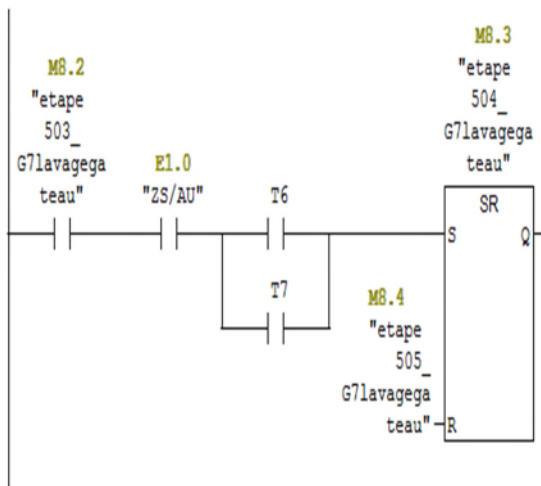 M8.2
"etape
503_
G7lavagega
teau"
E1.0
"ZS/AU"
T6
T7
M8.3
"etape
504_
G7lavagega
teau"
SR
S
Q
M8.4
"etape
505_
G7lavagega
teau"
R